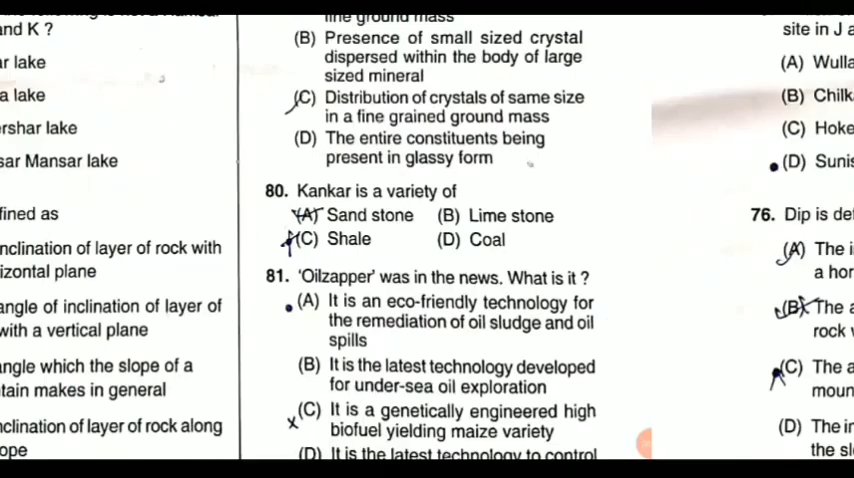 and K ?
ar lake
a lake
ershar lake
sar Mansar lake
fined as
nclination of layer of rock with
izontal plane
angle of inclination of layer of
with a vertical plane
angle which the slope of a
tain makes in general
nclination of layer of rock along
ope
fine ground mass
(B) Presence of small sized crystal
dispersed within the body of large
sized mineral
(C) Distribution of crystals of same size
in a fine grained ground mass
(D) The entire constituents being
present in glassy form
80. Kankar is a variety of
(A) Sand stone (B) Lime stone
(C) Shale (D) Coal
81. 'Oilzapper' was in the news. What is it ?
(A) It is an eco-friendly technology for
the remediation of oil sludge and oil
spills
(B) It is the latest technology developed
for under-sea oil exploration
(C) It is a genetically engineered high
biofuel yielding maize variety
(D) It is the latest technology to control
site in J a
(A) Wulla
(B) Chilk
(C) Hoke
(D) Sunis
76. Dip is def
(A) The i
a hor
(B) The a
rock
(C) The a
moun
(D) The in
the sl